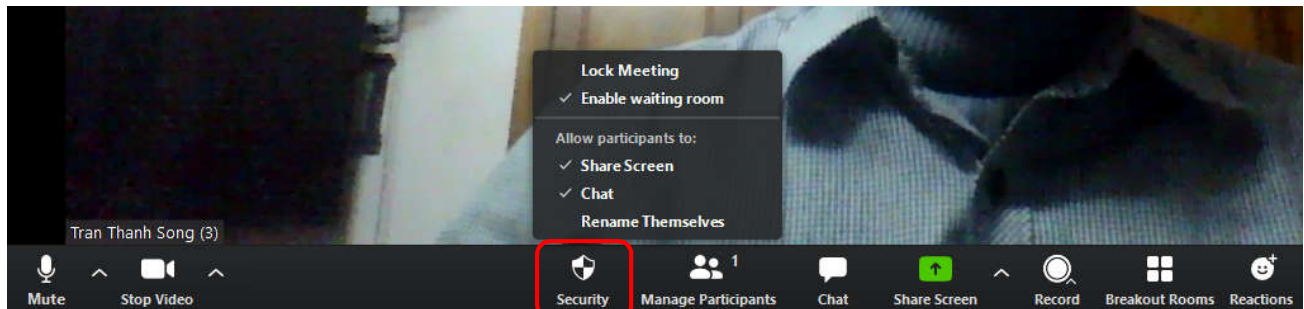 Lock Meeting
Enable waiting room
Allow participants to:
Share Screen
Chat
Rename Themselves
Tran Thanh Song (3)
1
Mute
Stop Video
Security
Manage Participants
Chat
Share Screen
Record
Breakout Rooms
Reactions